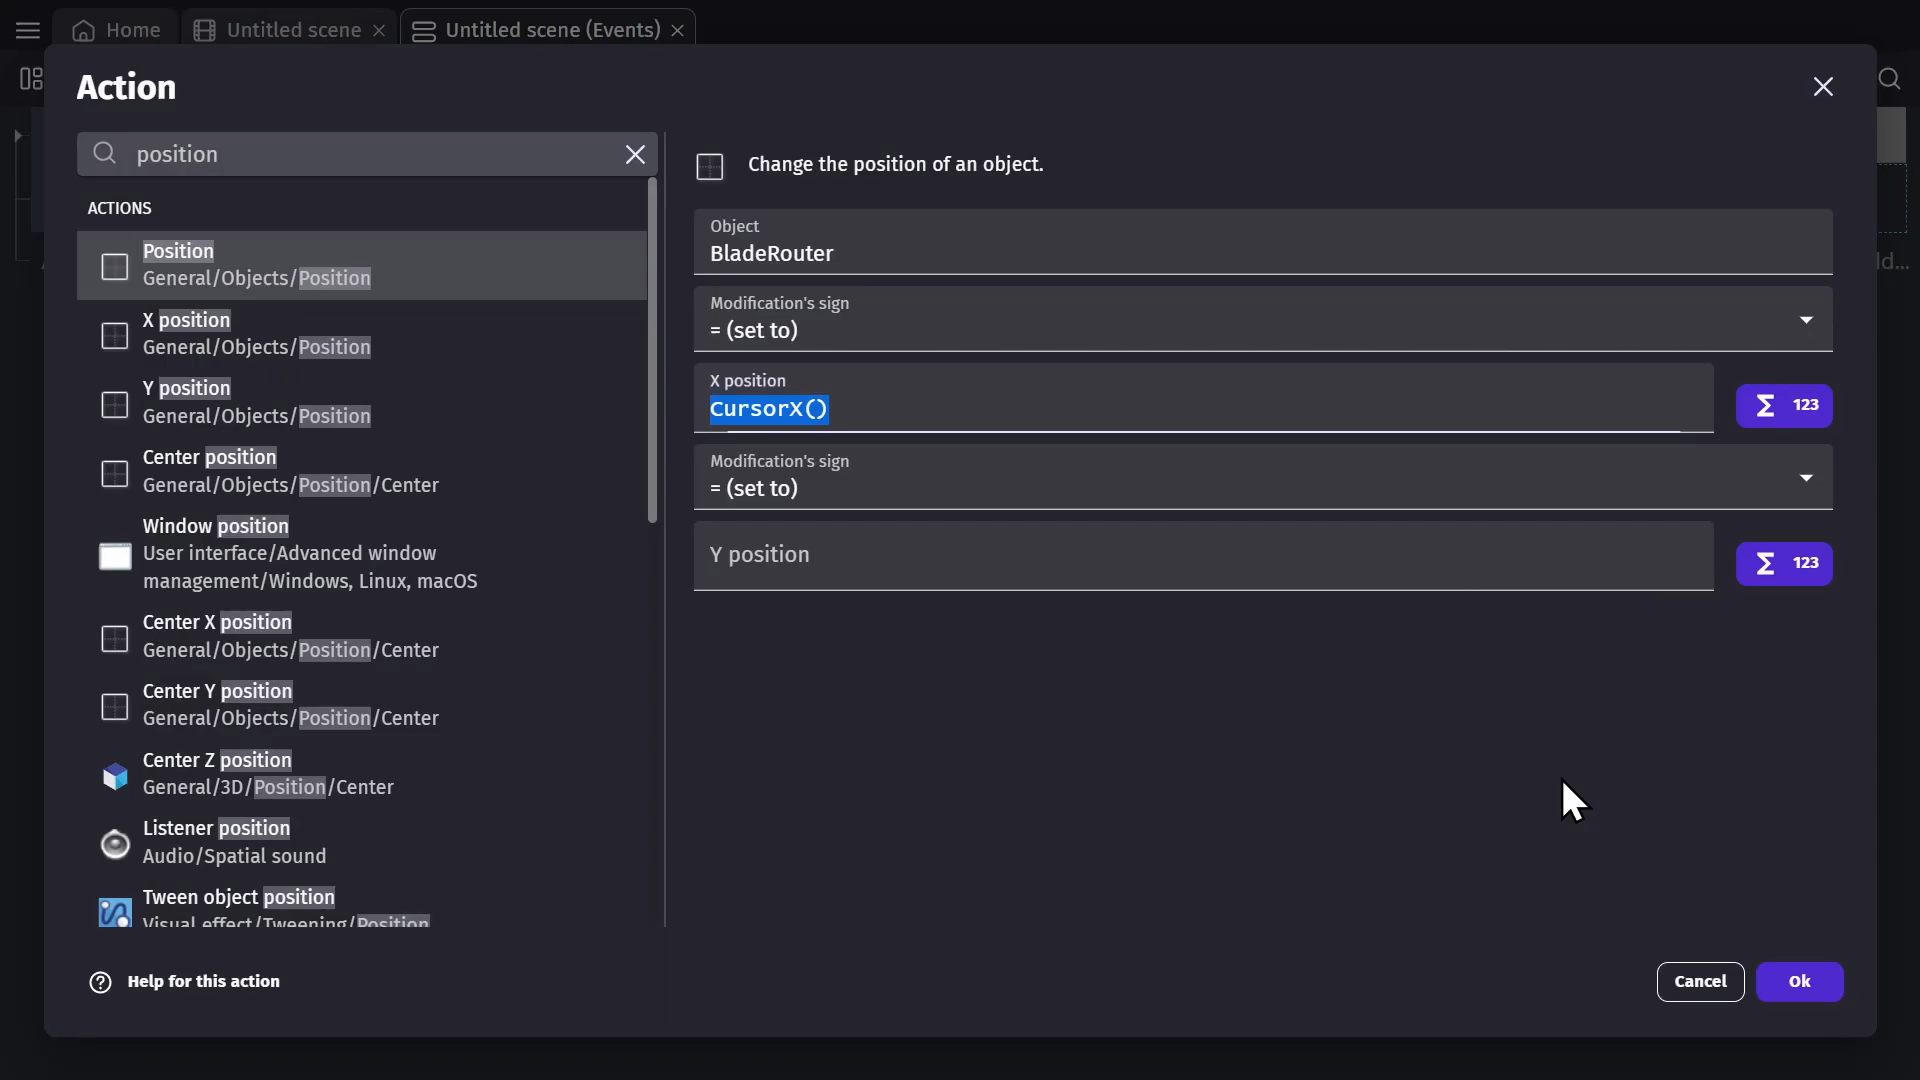 Home
Untitled scene
Untitled scene (Events)
Action
position
ACTIONS
Position
General/Objects/Position
X position
General/Objects/Position
Y position
General/Objects/Position
Center position
General/Objects/Position/Center
Window position
User interface/Advanced window
management/Windows, Linux, macOS
Center X position
General/Objects/Position/Center
Center Y position
General/Objects/Position/Center
Center Z position
General/3D/Position/Center
Listener position
Audio/Spatial sound
Tween object position
Visual effect/Tweening/Position
Help for this action
Change the position of an object.
Object
BladeRouter
Modification's sign
= (set to)
X position
CursorX()
Σ 123
Modification's sign
= (set to)
Y position
Σ 123
Cancel
Ok